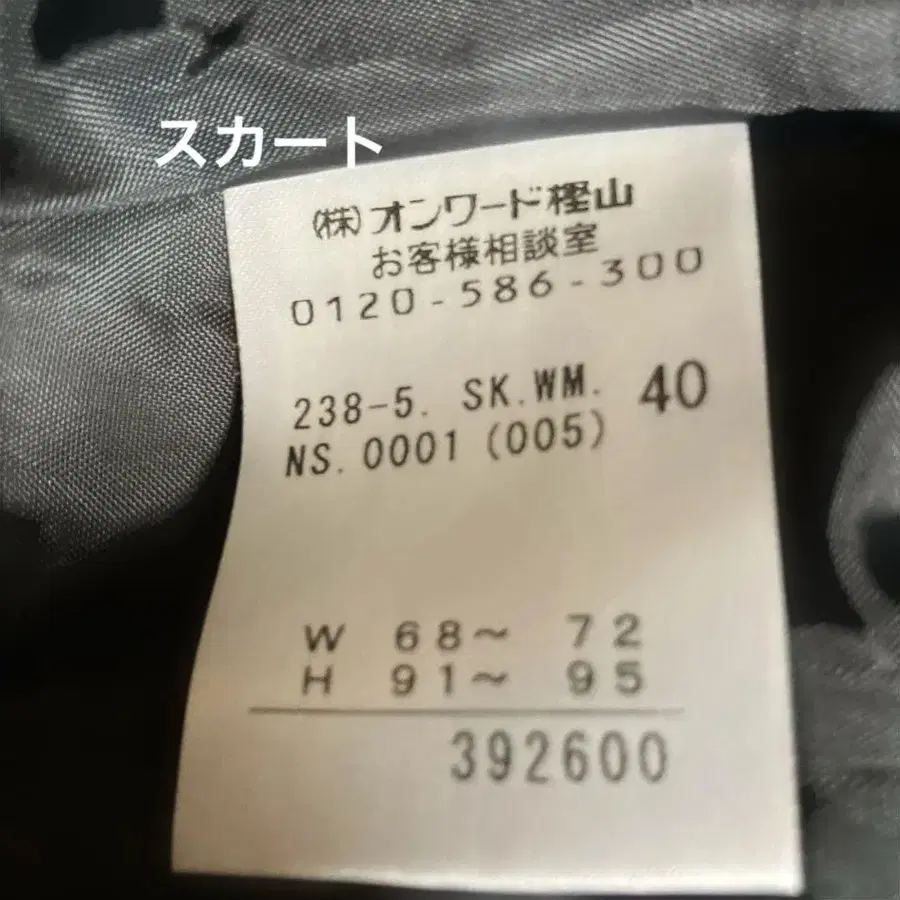 スカート
(株)オンワード樫山
お客様相談室
0120-586-300
238-5. SK.WM. 40
NS.0001(005)
W 68～ 72
H 91～ 95
392600